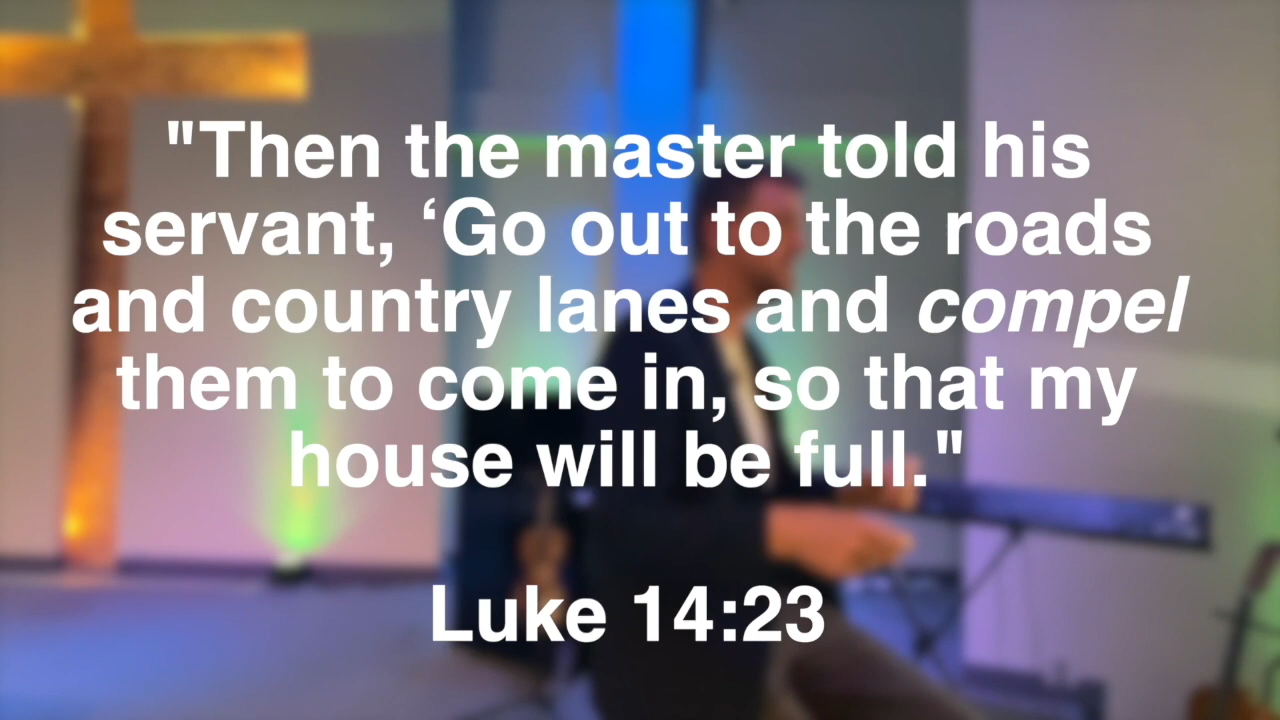 "Then the master told his
servant, ‘Go out to the roads
and country lanes and compel
them to come in, so that my
house will be full."
Luke 14:23